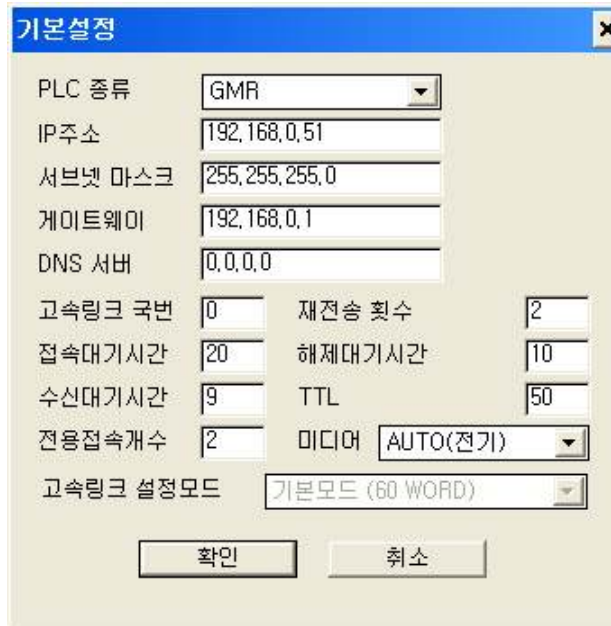 기본설정
PLC 종류 GMR
IP주소 192,168,0,51
서브넷 마스크 255,255,255,0
게이트웨이 192,168,0,1
DNS 서버 0,0,0,0
고속링크 국번 0 재전송 횟수 2
접속대기시간 20 해제대기시간 10
수신대기시간 9 TTL 50
전용접속개수 2 미디어 AUTO(전기)
고속링크 설정모드 기본모드 (60 WORD)
확인 취소